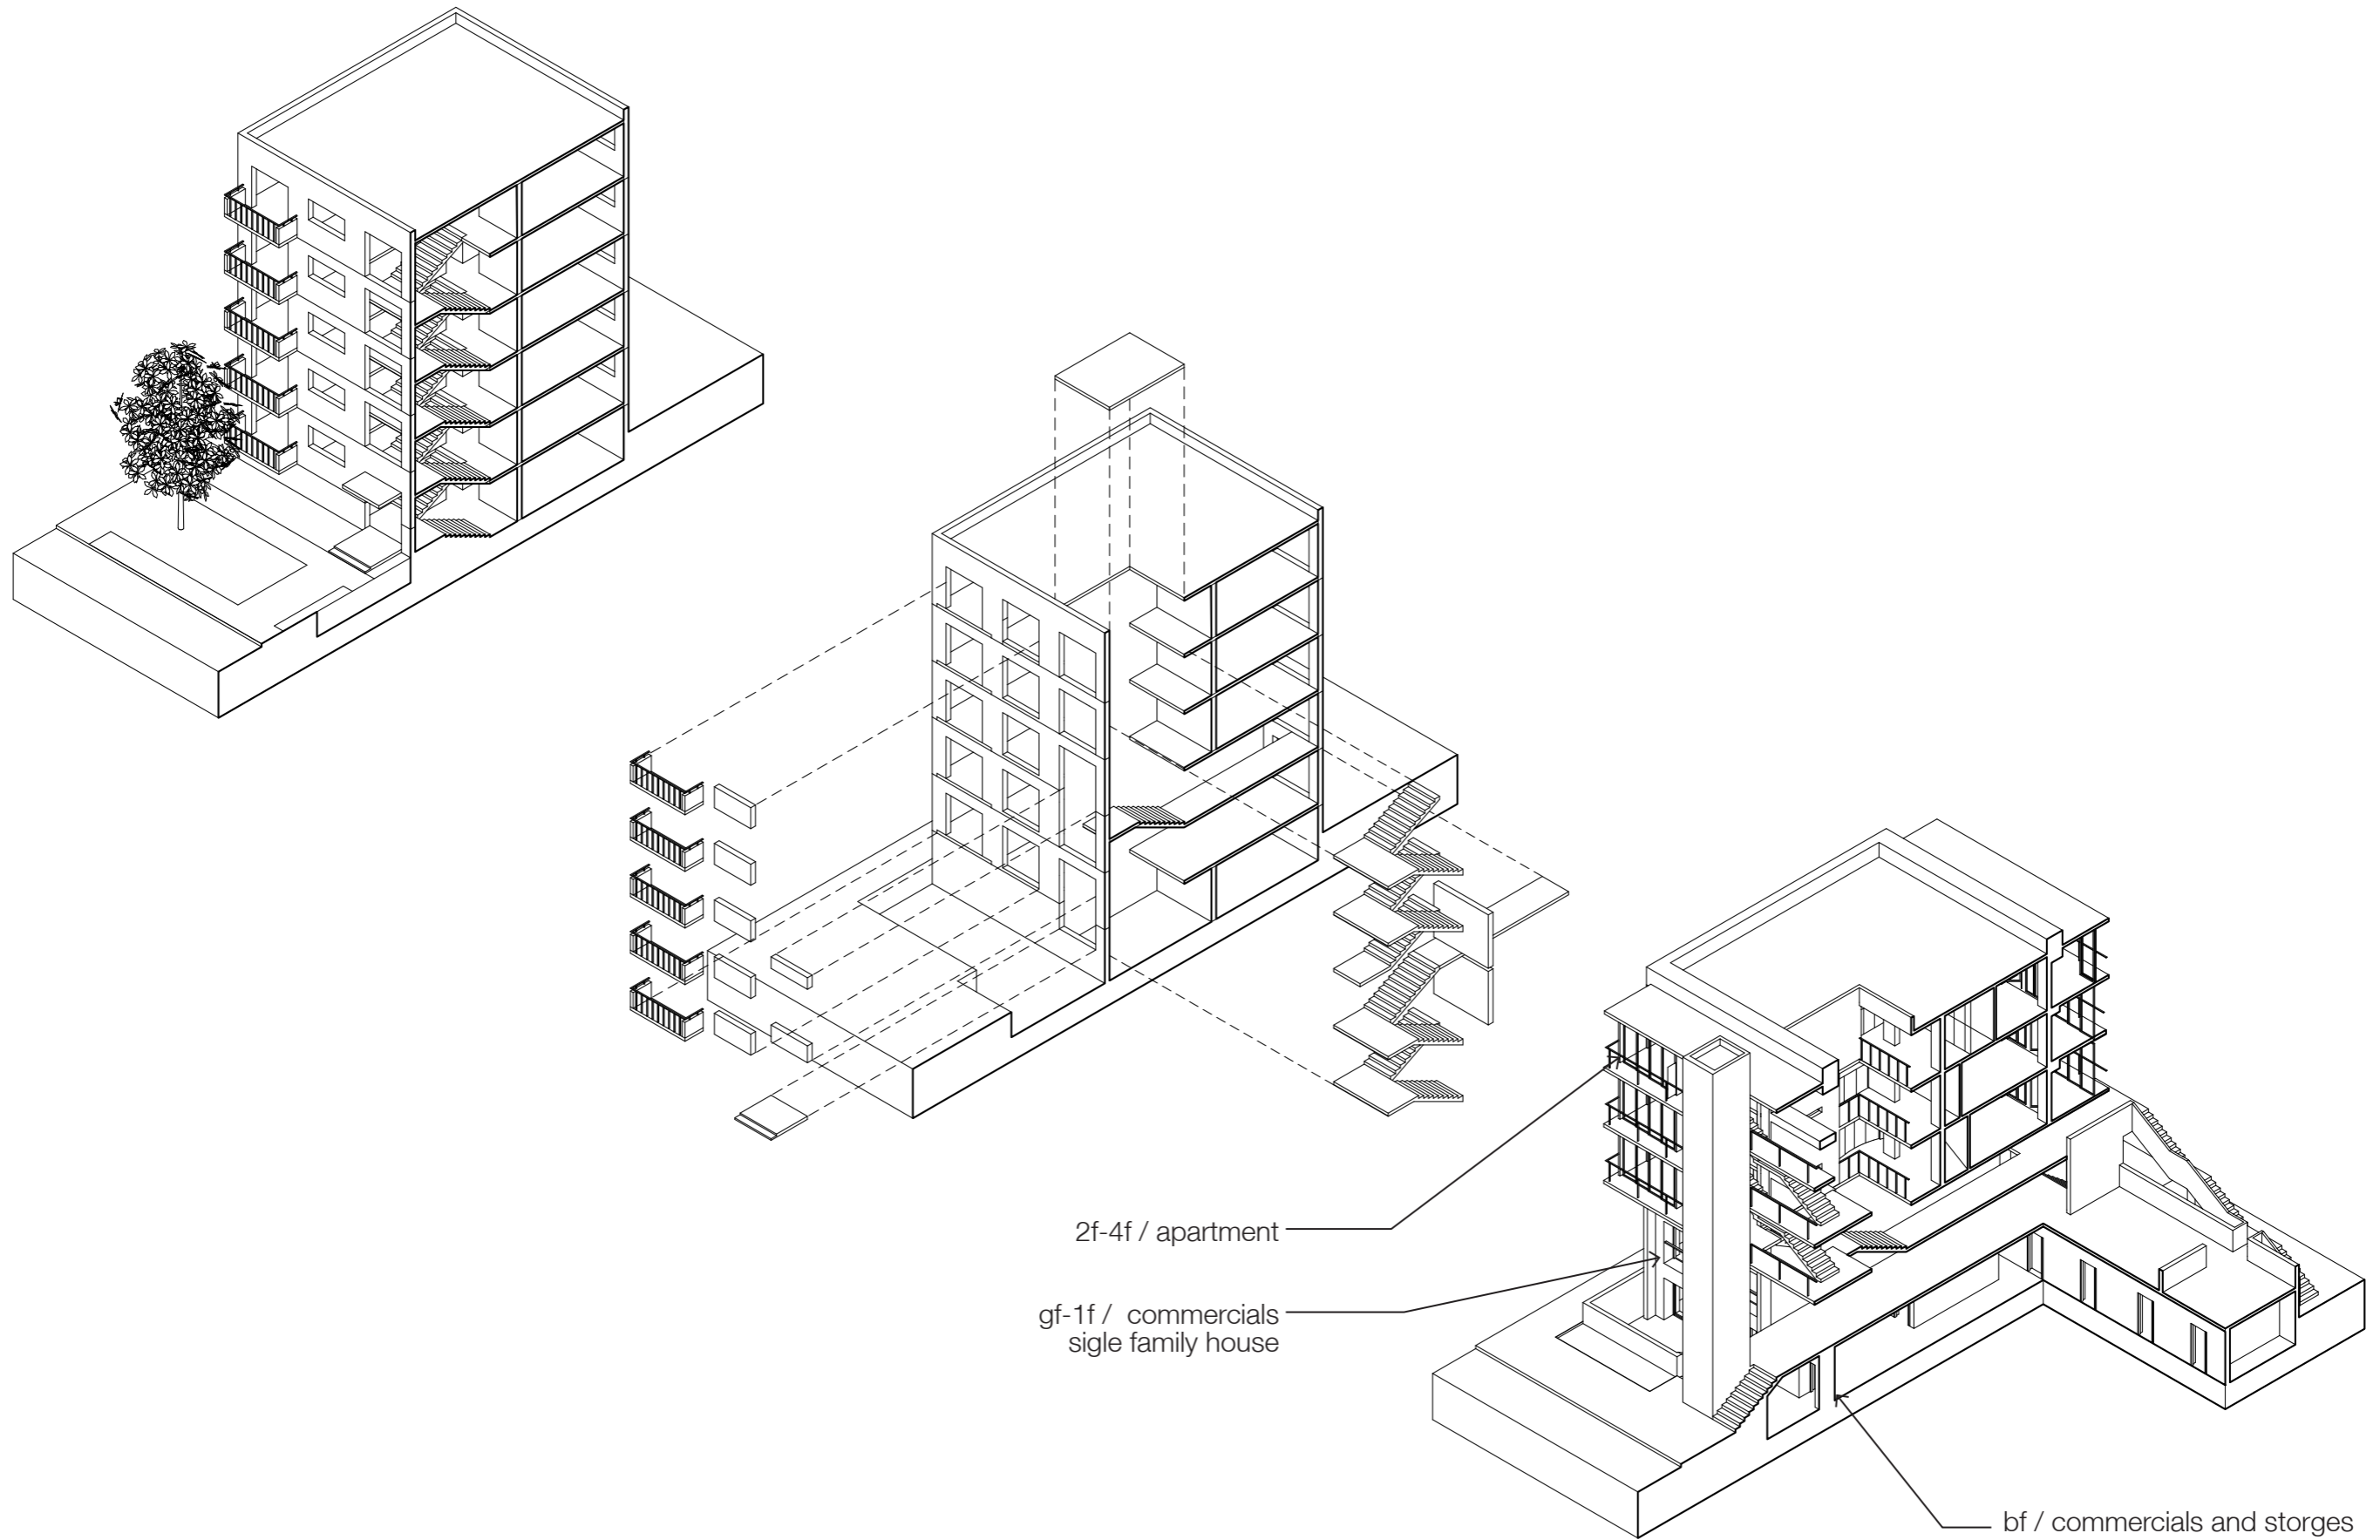 2f-4f / apartment
gf-1f /  commercials
sigle family house
bf / commercials and storges